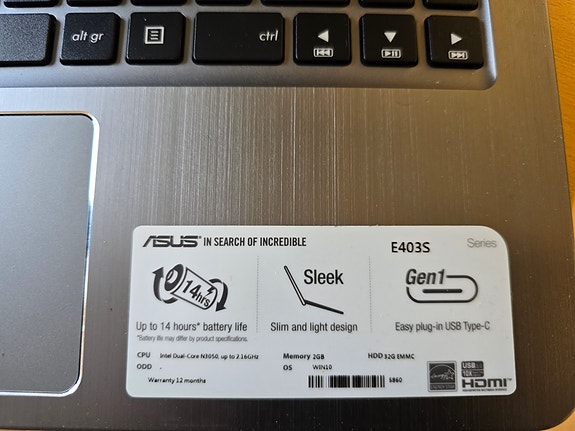 alt gr
ctrl
ASUS IN SEARCH OF INCREDIBLE
E403S Series
14hrs
Up to 14 hours* battery life
*Battery life may differ by product specifications.
Sleek
Slim and light design
Gen1
Easy plug-in USB Type-C
CPU Intel Dual-Core N3050, up to 2.16GHz Memory 2GB HDD 32G EMMC
ODD - OS WIN10
Warranty 12 months
USB
10X
HDMI